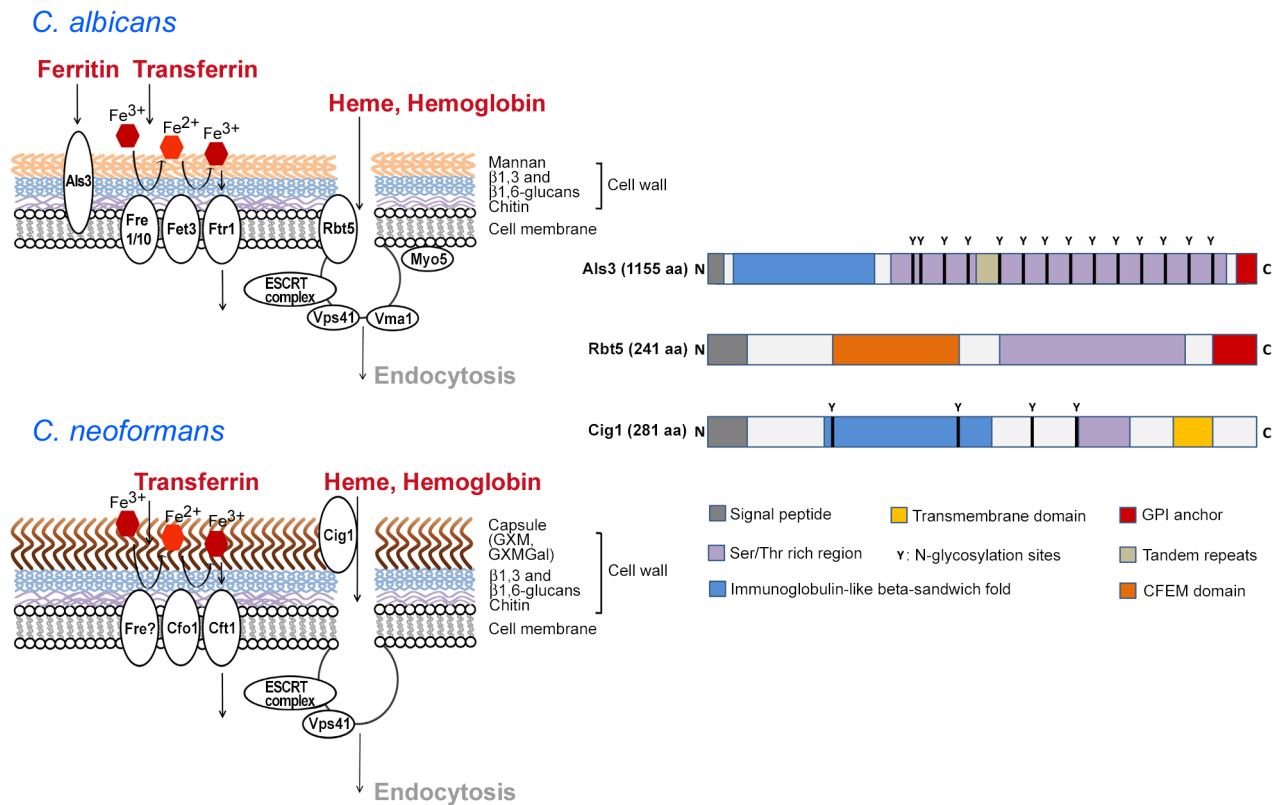 C. albicans
Ferritin Transferrin
Heme, Hemoglobin
Fe3+
Fe2+
Fe3+
Als3
Fre
1/10
Fet3
Ftr1
Rbt5
Myo5
ESCRT
complex
Vps41
Vma1
Endocytosis
Mannan
β1,3 and
β1,6-glucans
Chitin
Cell wall
Cell membrane
C. neoformans
Transferrin
Heme, Hemoglobin
Fe3+
Fe2+
Fe3+
Cig1
Fre?
Cfo1
Cft1
ESCRT
complex
Vps41
Endocytosis
Capsule
(GXM,
GXMGal)
β1,3 and
β1,6-glucans
Chitin
Cell wall
Cell membrane
Y Y Y Y Y Y Y Y Y Y Y Y Y
Als3 (1155 aa) N C
Rbt5 (241 aa) N C
Y Y Y Y
Cig1 (281 aa) N C
Signal peptide
Transmembrane domain
GPI anchor
Ser/Thr rich region
Y: N-glycosylation sites
Tandem repeats
Immunoglubulin-like beta-sandwich fold
CFEM domain